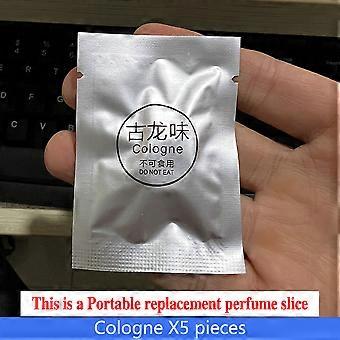 古龙味
Cologne
不可食用
DO NOT EAT
This is a Portable replacement perfume slice
Cologne X5 pieces